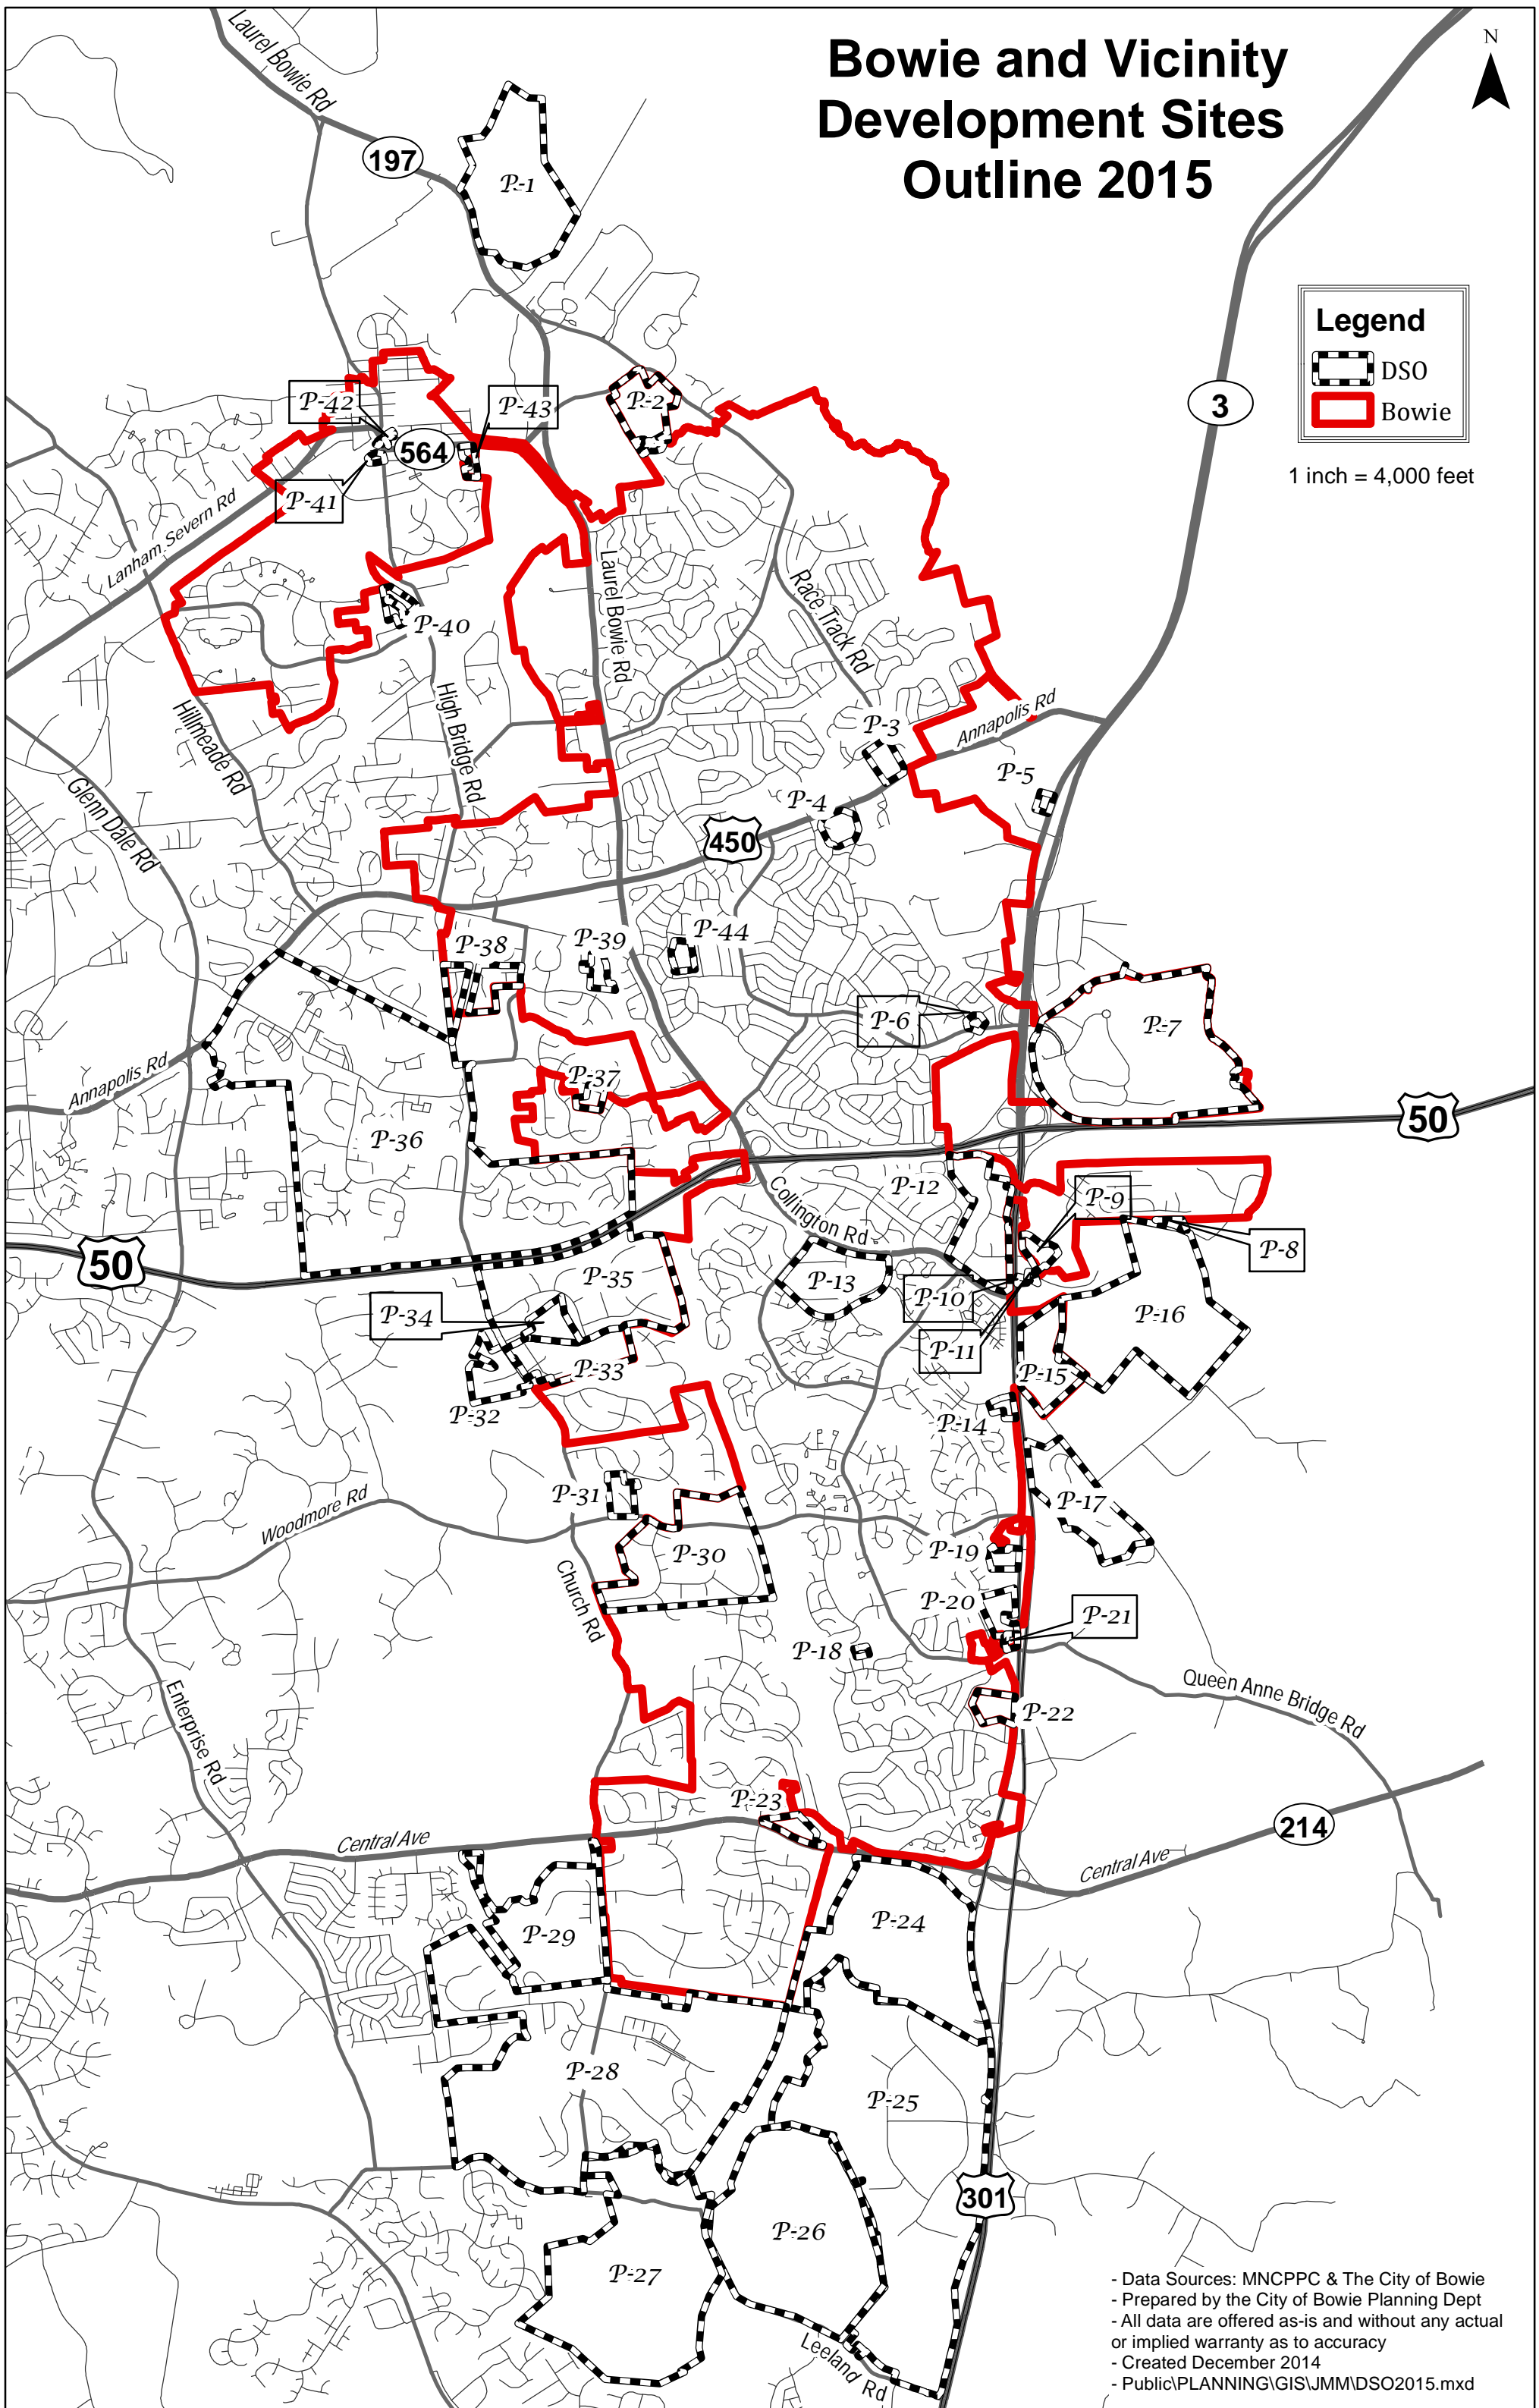 Bowie and Vicinity
Development Sites
Outline 2015
N
Legend
DSO
Bowie
1 inch = 4,000 feet
Laurel Bowie Rd
197
P-1
3
P-42
P-43
P-2
564
P-41
Lanham Severn Rd
Laurel Bowie Rd
Race Track Rd
P-40
High Bridge Rd
Hillmeade Rd
Annapolis Rd
P-3
P-5
Glenn Dale Rd
P-4
450
P-38
P-39
P-44
P-6
P-7
Annapolis Rd
P-37
50
P-36
P-12
P-9
Collington Rd
50
P-8
P-35
P-13
P-10
P-16
P-34
P-11
P-33
P-15
P-32
P-14
P-31
P-17
Woodmore Rd
P-30
P-19
Church Rd
P-20
P-21
P-18
Queen Anne Bridge Rd
P-22
Enterprise Rd
P-23
214
Central Ave
Central Ave
P-24
P-29
P-28
P-25
301
P-26
P-27
Leeland Rd
- Data Sources: MNCPPC & The City of Bowie
- Prepared by the City of Bowie Planning Dept
- All data are offered as-is and without any actual
or implied warranty as to accuracy
- Created December 2014
- Public\PLANNING\GIS\JMM\DSO2015.mxd